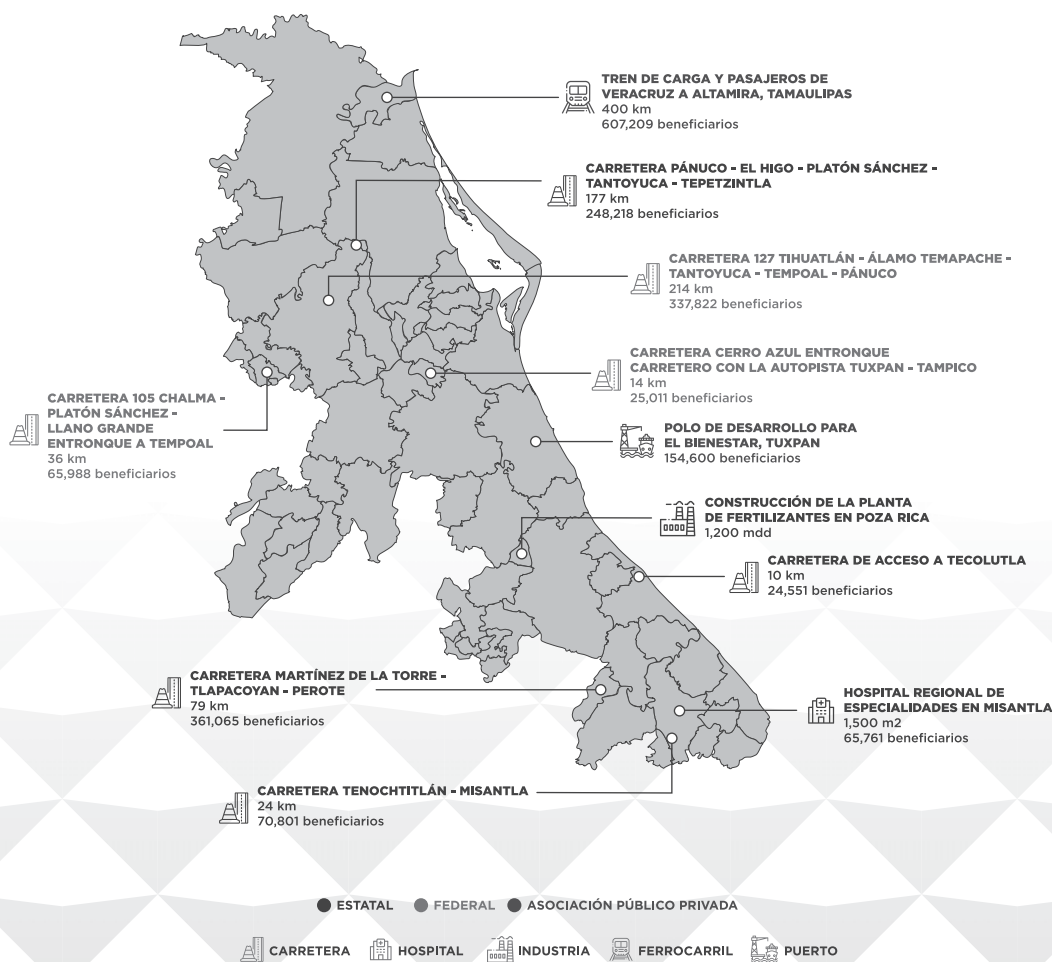 TREN DE CARGA Y PASAJEROS DE
VERACRUZ A ALTAMIRA, TAMAULIPAS
400 km
607,209 beneficiarios
CARRETERA PÁNUCO - EL HIGO - PLATÓN SÁNCHEZ -
TANTOYUCA - TEPETZINTLA
177 km
248,218 beneficiarios
CARRETERA 127 TIHUATLÁN - ÁLAMO TEMAPACHE -
TANTOYUCA - TEMPOAL - PÁNUCO
214 km
337,822 beneficiarios
CARRETERA CERRO AZUL ENTRONQUE
CARRETERO CON LA AUTOPISTA TUXPAN - TAMPICO
14 km
25,011 beneficiarios
CARRETERA 105 CHALMA -
PLATÓN SÁNCHEZ -
LLANO GRANDE
ENTRONQUE A TEMPOAL
36 km
65,988 beneficiarios
POLO DE DESARROLLO PARA
EL BIENESTAR, TUXPAN
154,600 beneficiarios
CONSTRUCCIÓN DE LA PLANTA
DE FERTILIZANTES EN POZA RICA
1,200 mdd
CARRETERA DE ACCESO A TECOLUTLA
10 km
24,551 beneficiarios
CARRETERA MARTÍNEZ DE LA TORRE -
TLAPACOYAN - PEROTE
79 km
361,065 beneficiarios
HOSPITAL REGIONAL DE
ESPECIALIDADES EN MISANTLA
1,500 m2
65,761 beneficiarios
CARRETERA TENOCHTITLÁN - MISANTLA
24 km
70,801 beneficiarios
ESTATAL FEDERAL ASOCIACIÓN PÚBLICO PRIVADA
CARRETERA HOSPITAL INDUSTRIA FERROCARRIL PUERTO